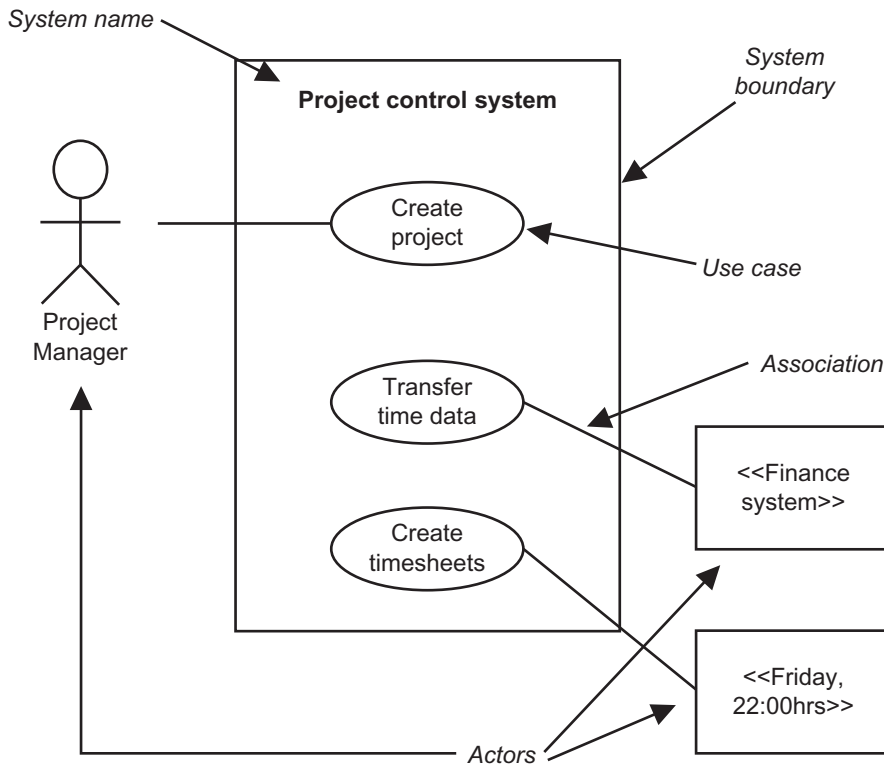 System name
System
boundary
Project control system
Create
project
Use case
Project
Manager
Association
Transfer
time data
<<Finance
system>>
Create
timesheets
<<Friday,
22:00hrs>>
Actors